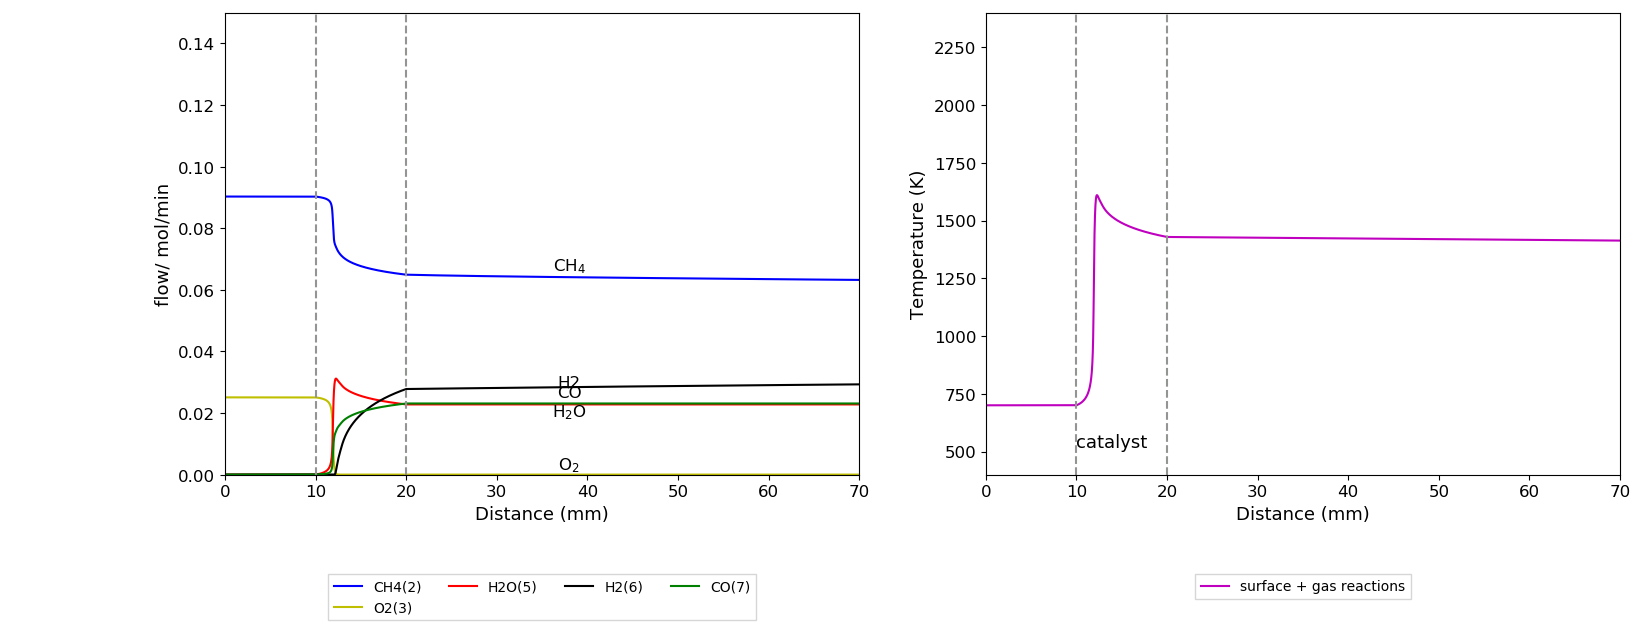 0.14
0.12
0.10
0.08
0.06
0.04
0.02
0.00
flow/ mol/min
CH₄
H2
CO
H₂O
O₂
0 10 20 30 40 50 60 70
Distance (mm)
CH4(2) H2O(5) H2(6) CO(7)
O2(3)
2250
2000
1750
1500
1250
1000
750
500
Temperature (K)
catalyst
0 10 20 30 40 50 60 70
Distance (mm)
surface + gas reactions